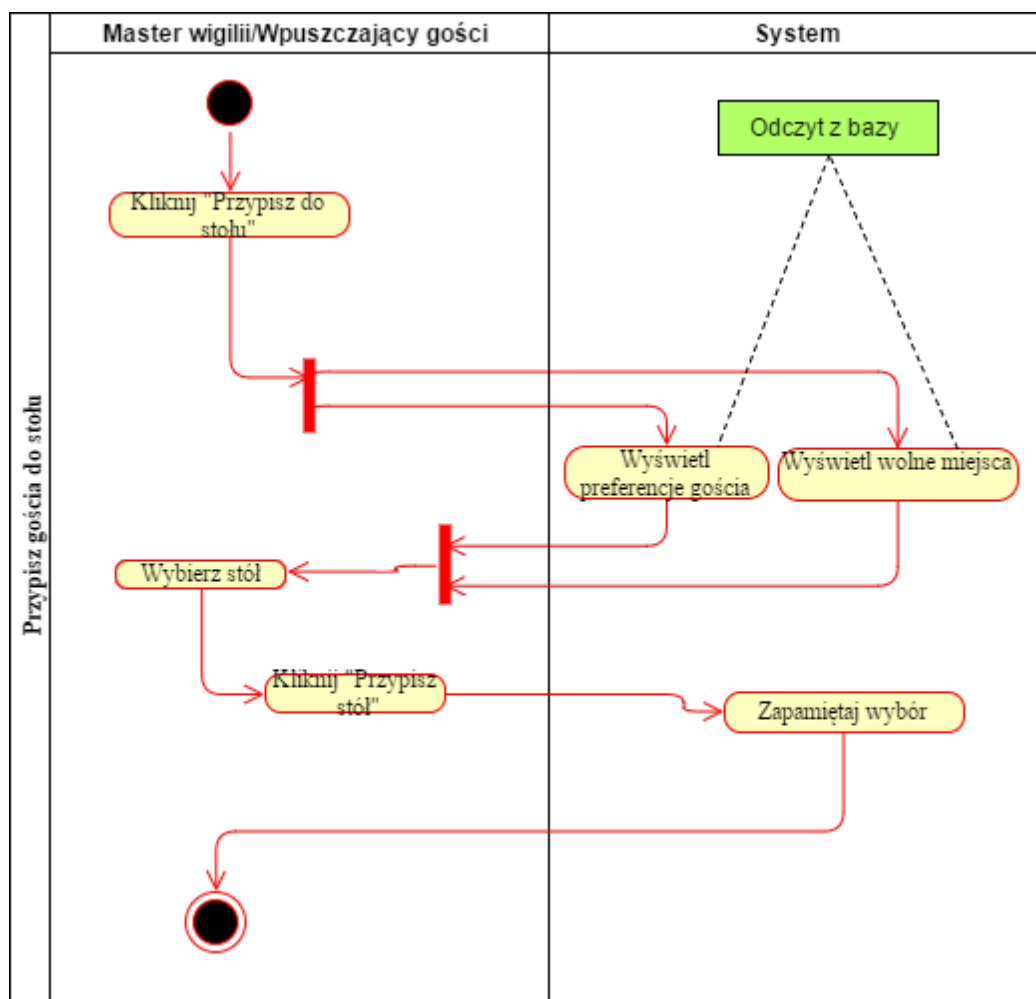 Master wigilii/Wpuszczający gości
System
Przypisz gościa do stołu
Odczyt z bazy
Kliknij "Przypisz do
stołu"
Wyświetl
preferencje gościa
Wyświetl wolne miejsca
Wybierz stół
Kliknij "Przypisz
stół"
Zapamiętaj wybór